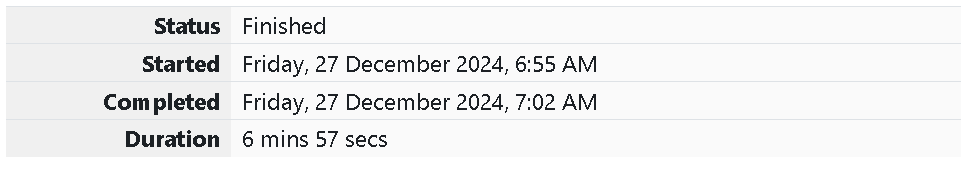 Status Finished
Started Friday, 27 December 2024, 6:55 AM
Completed Friday, 27 December 2024, 7:02 AM
Duration 6 mins 57 secs